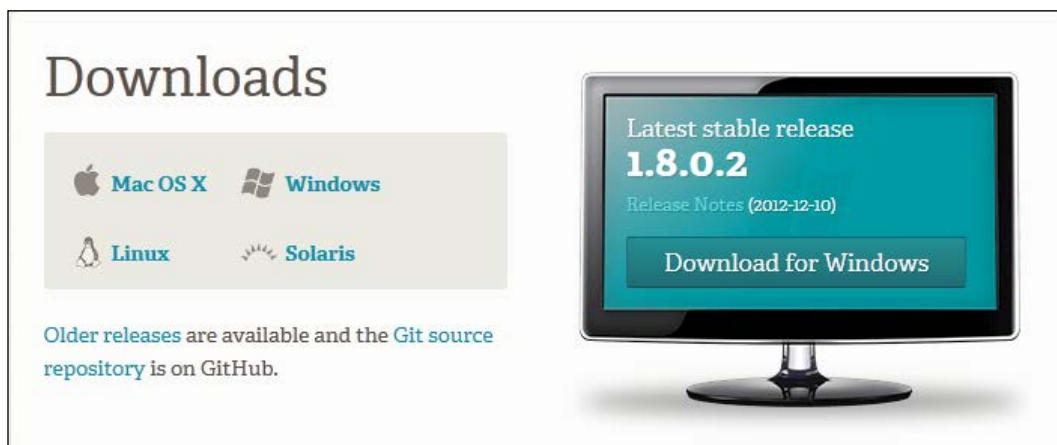 Downloads
Mac OS X
Windows
Linux
Solaris
Older releases are available and the Git source
repository is on GitHub.
Latest stable release
1.8.0.2
Release Notes (2012-12-10)
Download for Windows